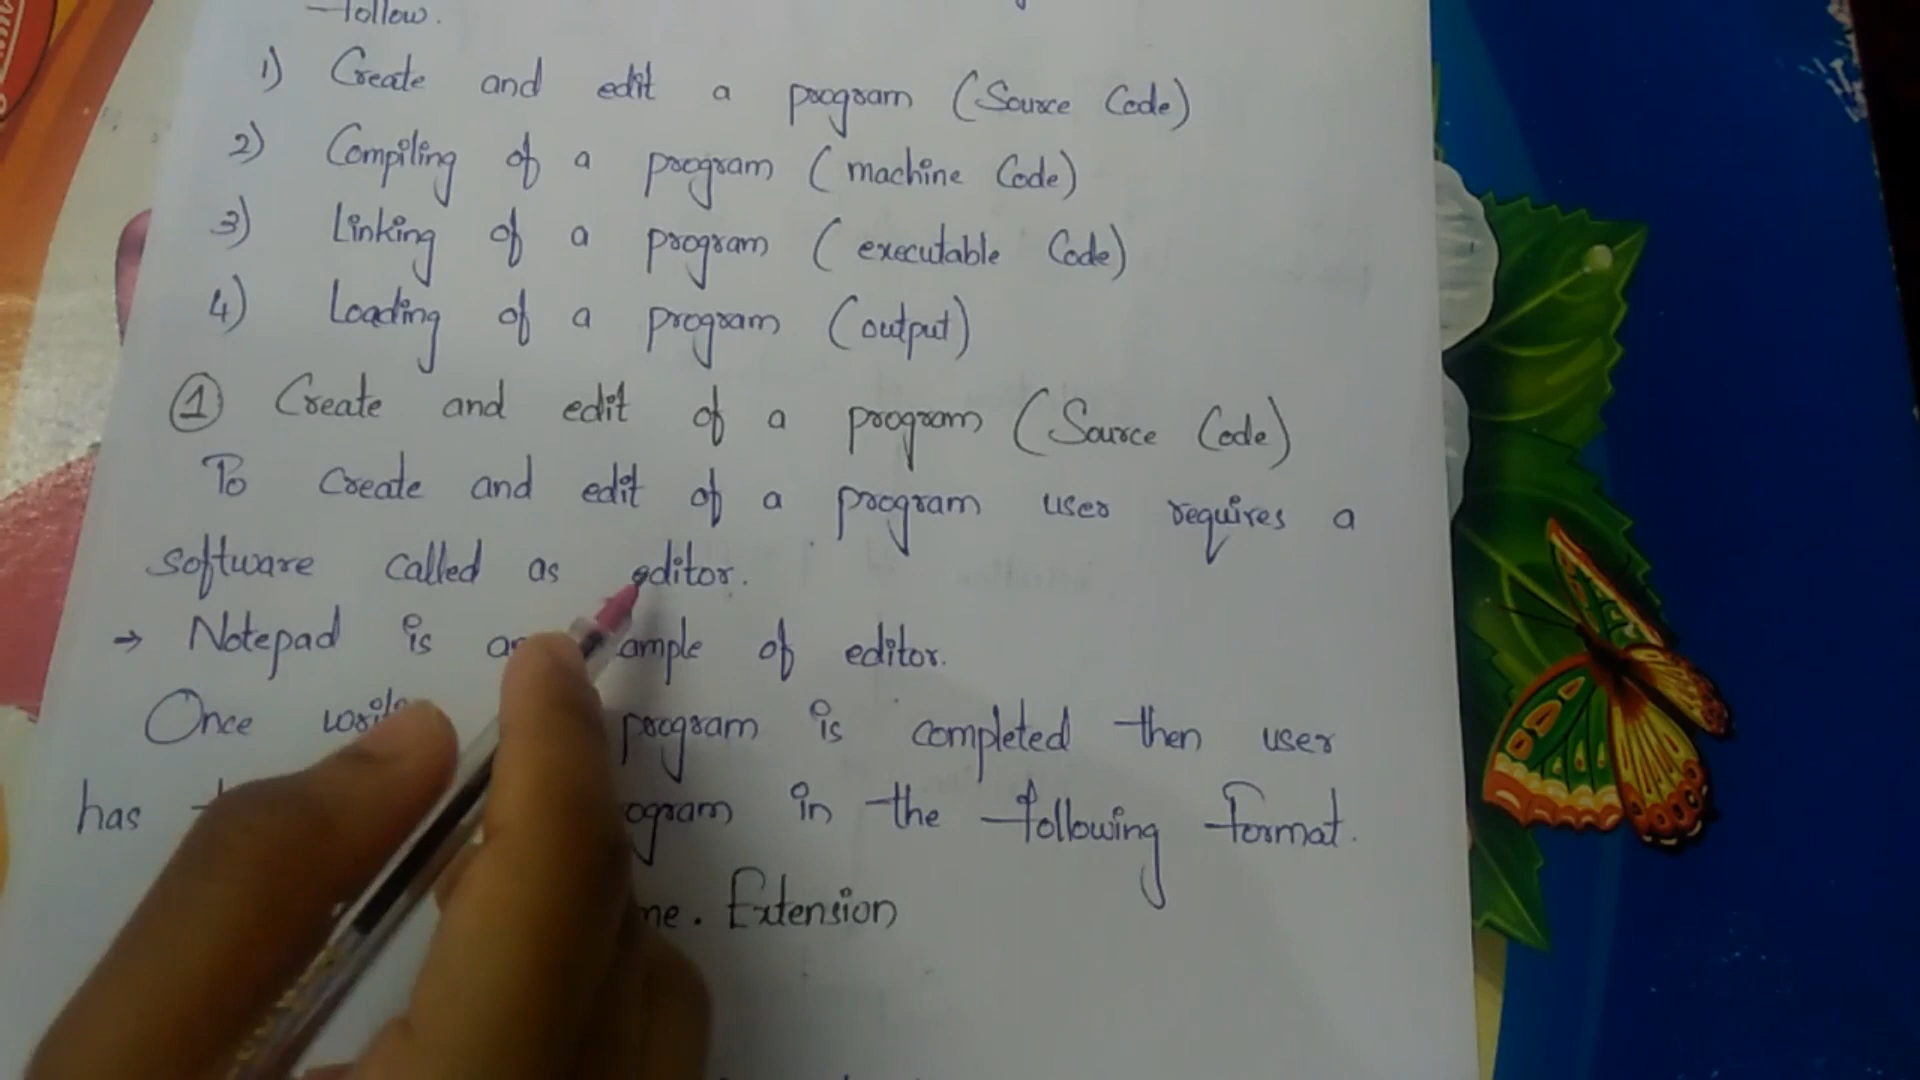 follow.
1) Create and edit a program (Source Code)
2) Compiling of a program (machine Code)
3) Linking of a program (executable Code)
4) Loading of a program (output)
① Create and edit of a program (Source Code)
To create and edit of a program user requires a
software called as editor.
→ Notepad is ample of editor.
Once program is completed then user
has ogram in the following format.
me. Extension